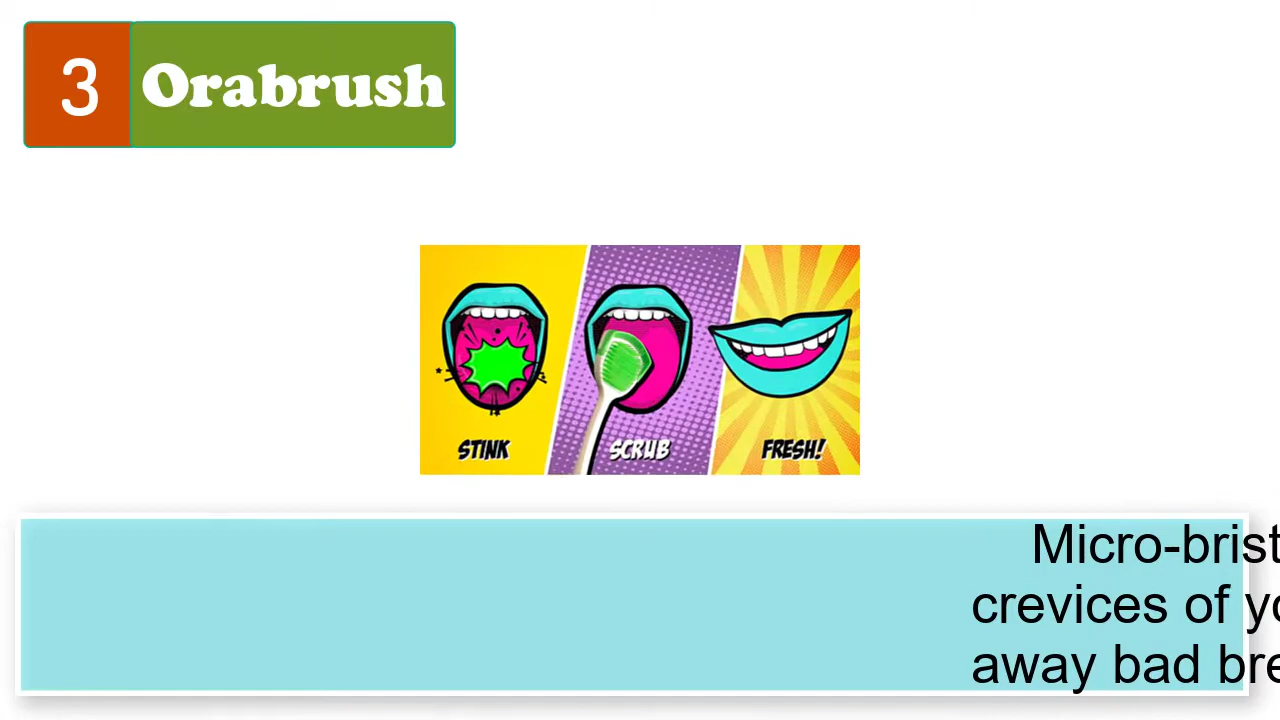 3 Orabrush
STINK SCRUB FRESH!
Micro-brist
crevices of yo
away bad bre